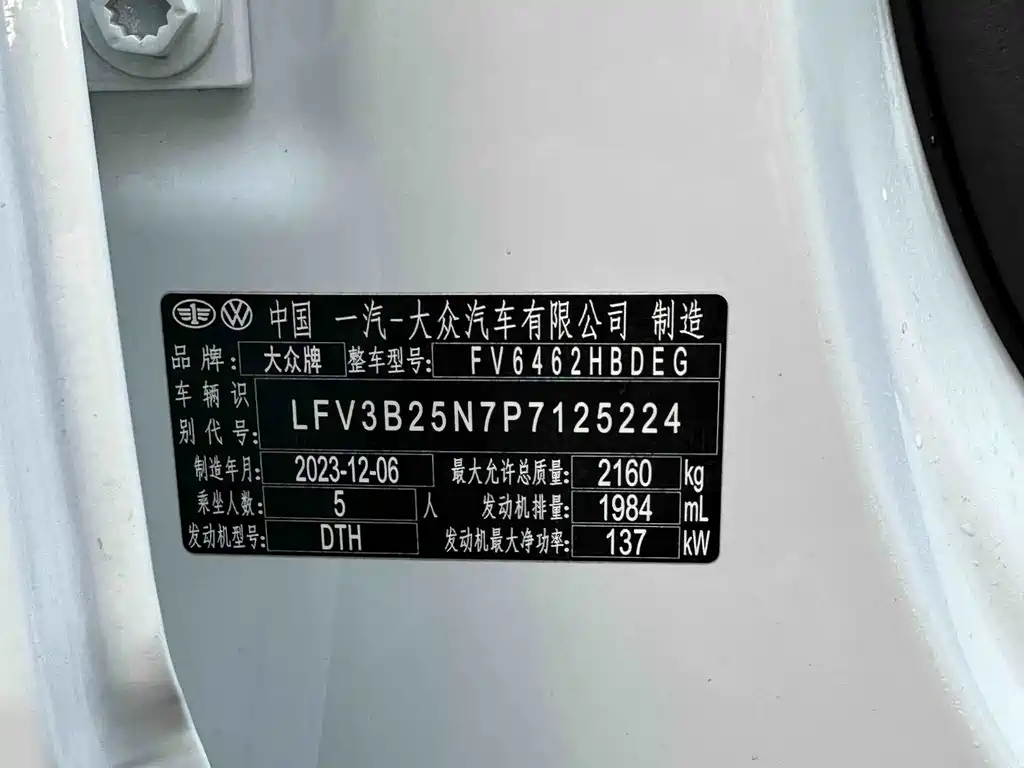 中国 一汽-大众汽车有限公司 制造
品牌: 大众牌 整车型号: FV6462HBDEG
车辆识
别代号: LFV3B25N7P7125224
制造年月: 2023-12-06 最大允许总质量: 2160 kg
乘坐人数: 5 人 发动机排量: 1984 mL
发动机型号: DTH 发动机最大净功率: 137 kW